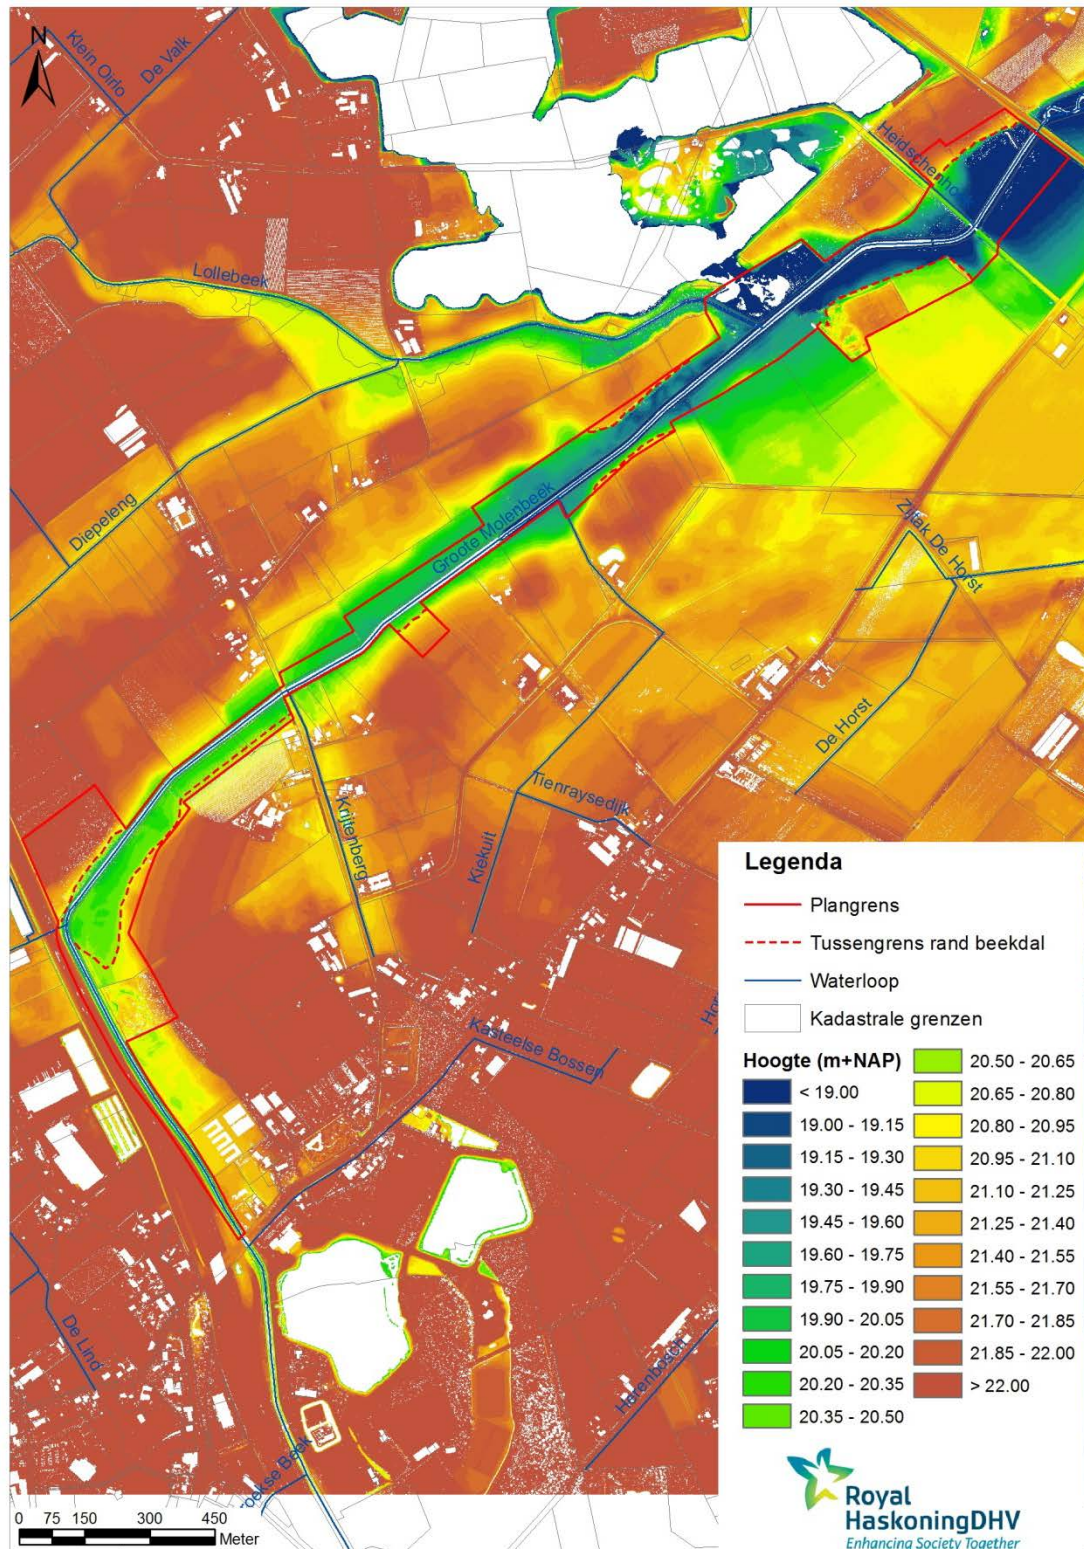 N
Klein Oirlo
De Valk
Heidschenho
Lollebeek
Diepeleng
Groote Molenbeek
Zijtak De Horst
De Horst
Tienraysedijk
Krijtenberg
Kiekuit
Kasteelse Bossen
De Lind
Harenbosch
oekse Beek
0 75 150 300 450
Meter
Legenda
Plangrens
Tussengrens rand beekdal
Waterloop
Kadastrale grenzen
Hoogte (m+NAP)
< 19.00
19.00 - 19.15
19.15 - 19.30
19.30 - 19.45
19.45 - 19.60
19.60 - 19.75
19.75 - 19.90
19.90 - 20.05
20.05 - 20.20
20.20 - 20.35
20.35 - 20.50
20.50 - 20.65
20.65 - 20.80
20.80 - 20.95
20.95 - 21.10
21.10 - 21.25
21.25 - 21.40
21.40 - 21.55
21.55 - 21.70
21.70 - 21.85
21.85 - 22.00
> 22.00
Royal
HaskoningDHV
Enhancing Society Together